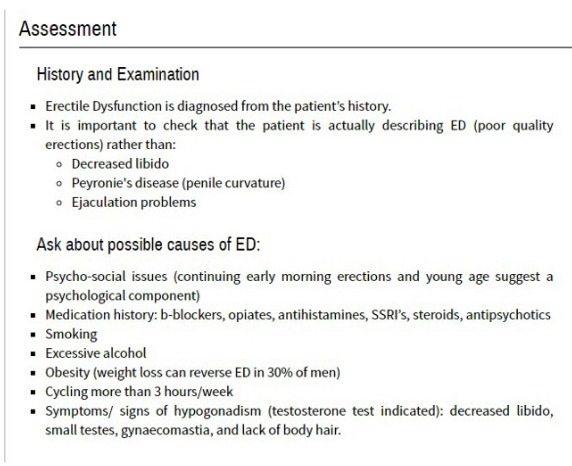 Assessment
History and Examination
▪ Erectile Dysfunction is diagnosed from the patient's history.
▪ It is important to check that the patient is actually describing ED (poor quality
erections) rather than:
◦ Decreased libido
◦ Peyronie's disease (penile curvature)
◦ Ejaculation problems
Ask about possible causes of ED:
▪ Psycho-social issues (continuing early morning erections and young age suggest a
psychological component)
▪ Medication history: b-blockers, opiates, antihistamines, SSRI's, steroids, antipsychotics
▪ Smoking
▪ Excessive alcohol
▪ Obesity (weight loss can reverse ED in 30% of men)
▪ Cycling more than 3 hours/week
▪ Symptoms/ signs of hypogonadism (testosterone test indicated): decreased libido,
small testes, gynaecomastia, and lack of body hair.